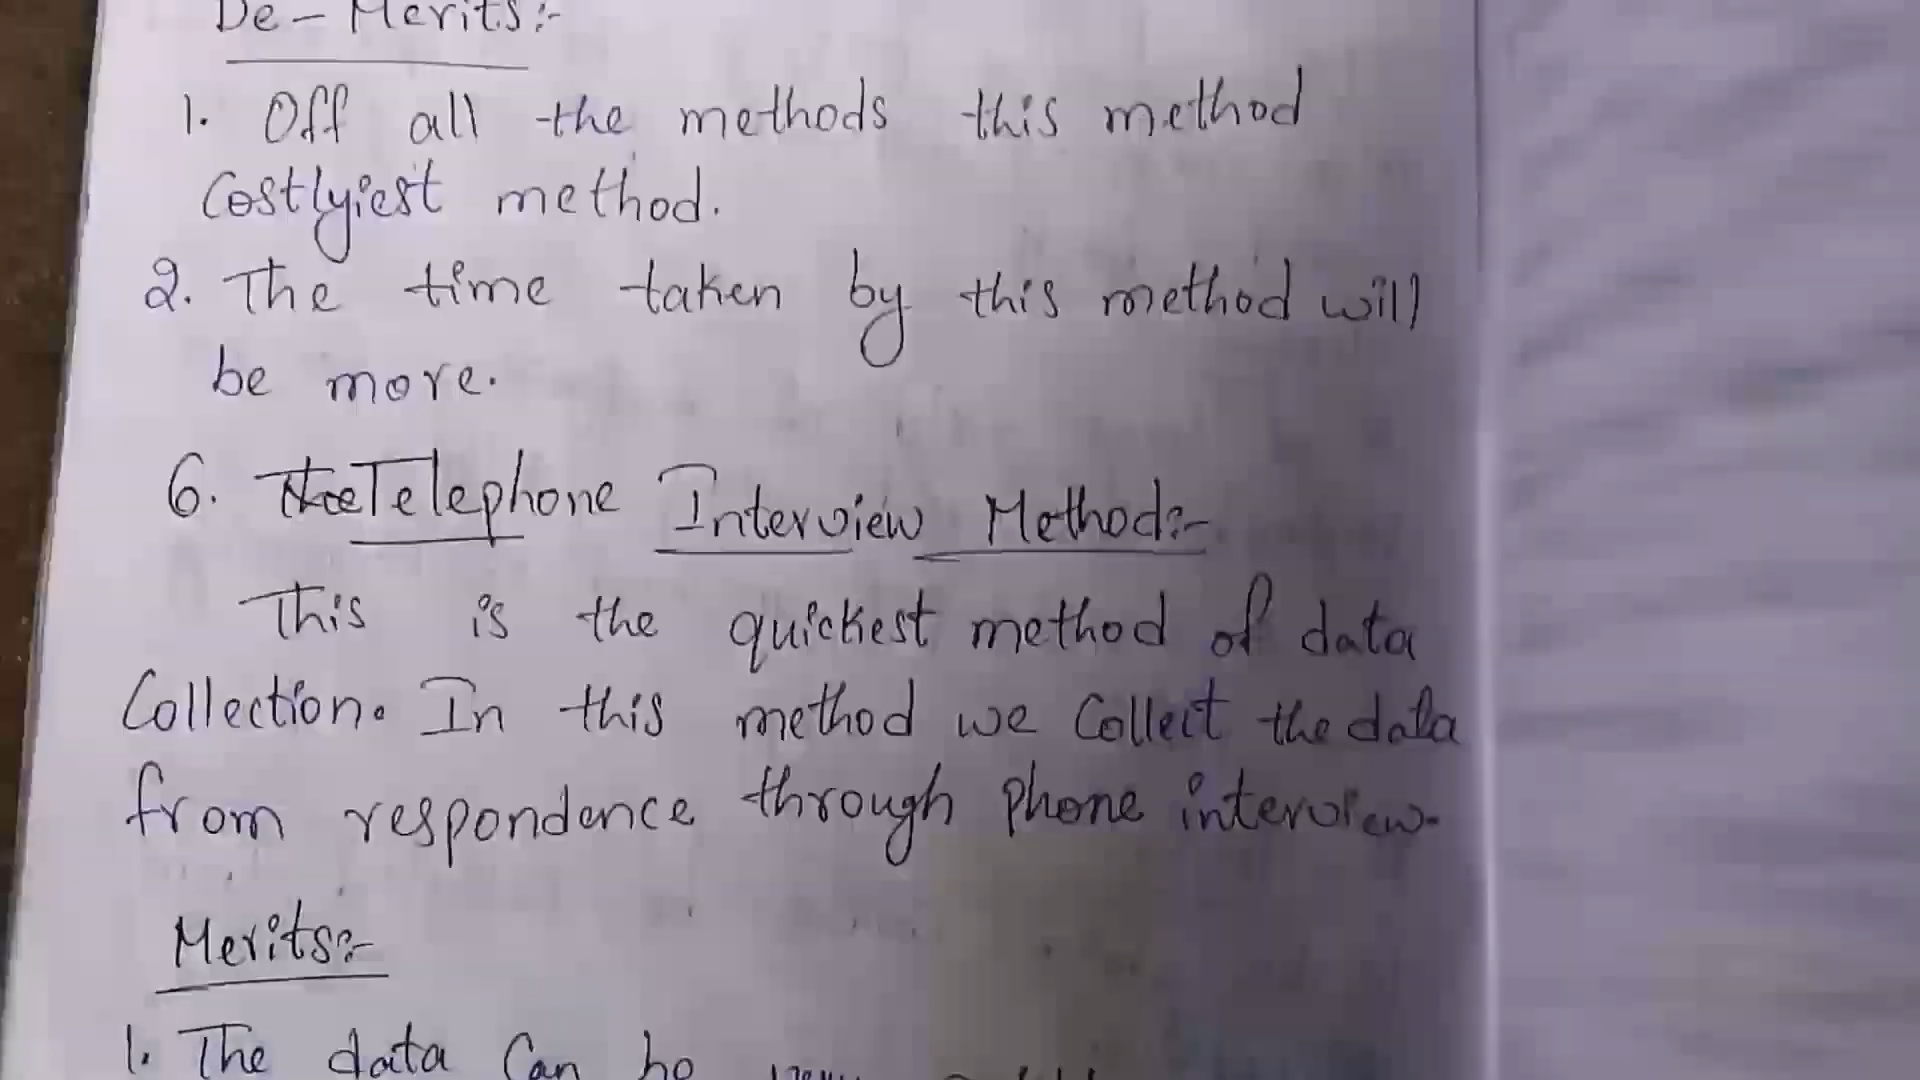 De-Merits:-
1. Off all the methods this method
Costlyiest method.
2. The time taken by this method will
be more.
6. The Telephone Interview Method:-
This is the quickest method of data
Collection. In this method we Collect the data
from respondence through phone interview.
Merits:-
1. The data Can be